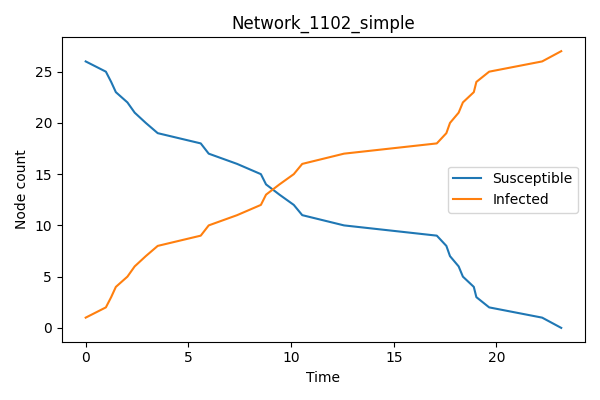 Network_1102_simple
Node count
25
20
15
10
5
0
Susceptible
Infected
0 5 10 15 20
Time